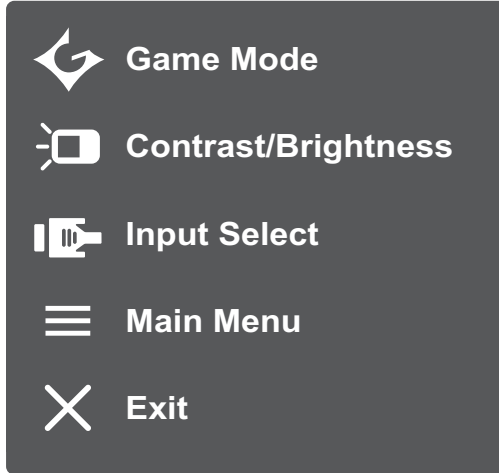 Game Mode
Contrast/Brightness
Input Select
Main Menu
Exit